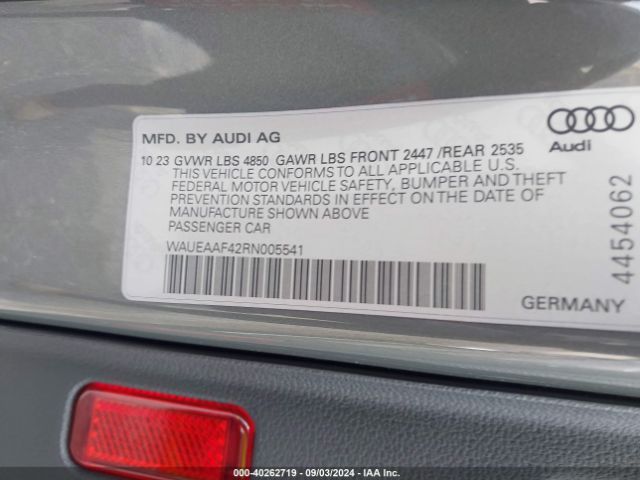 MFD. BY AUDI AG
10 23 GVWR LBS 4850 GAWR LBS FRONT 2447 /REAR 2535
THIS VEHICLE CONFORMS TO ALL APPLICABLE U.S.
FEDERAL MOTOR VEHICLE SAFETY, BUMPER AND THEFT
PREVENTION STANDARDS IN EFFECT ON THE DATE OF
MANUFACTURE SHOWN ABOVE
PASSENGER CAR
WAUEAAF42RN005541
Audi
4454062
GERMANY
000-40262719 - 09/03/2024 - IAA Inc.